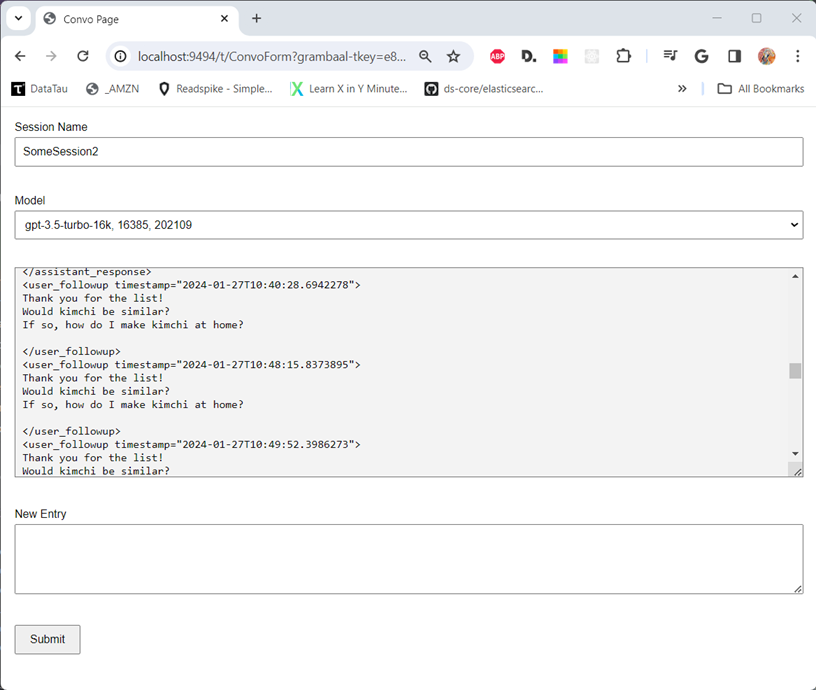 Convo Page
localhost:9494/t/ConvoForm?grambaal-tkey=e8...
ABP
D.
G
DataTau
_AMZN
Readspike - Simple...
Learn X in Y Minute...
ds-core/elasticsearc...
All Bookmarks
Session Name
SomeSession2
Model
gpt-3.5-turbo-16k, 16385, 202109
</assistant_response>
<user_followup timestamp="2024-01-27T10:40:28.6942278">
Thank you for the list!
Would kimchi be similar?
If so, how do I make kimchi at home?
</user_followup>
<user_followup timestamp="2024-01-27T10:48:15.8373895">
Thank you for the list!
Would kimchi be similar?
If so, how do I make kimchi at home?
</user_followup>
<user_followup timestamp="2024-01-27T10:49:52.3986273">
Thank you for the list!
Would kimchi be similar?
New Entry
Submit